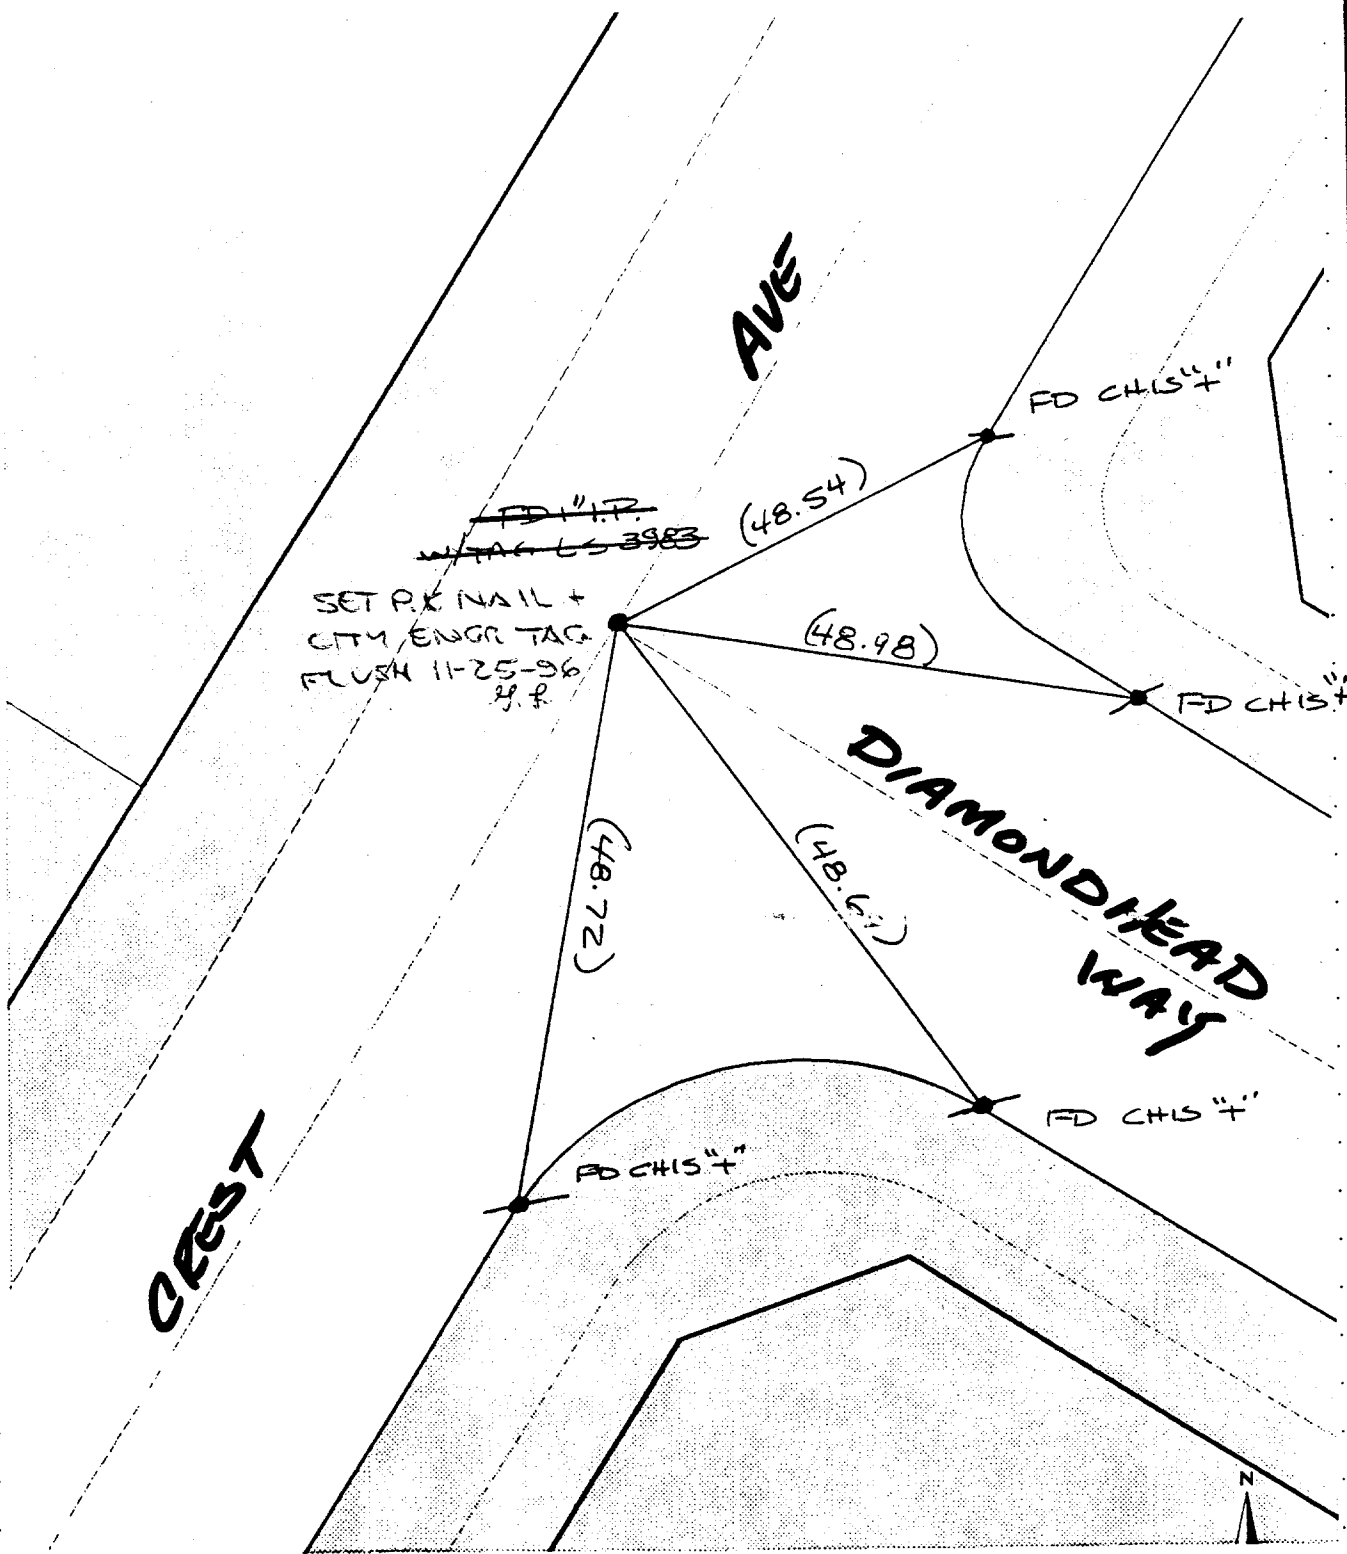 AVE
FD CHIS "+"
FD 1" I.P.
W/TAG LS 3983
(48.54)
SET P.K NAIL +
CITY ENGR TAG
FLUSH 11-25-96
(48.98)
FD CHIS "+"
DIAMONDHEAD
WAY
(48.72)
FD CHIS "+"
FD CHIS "+"
CREST
N